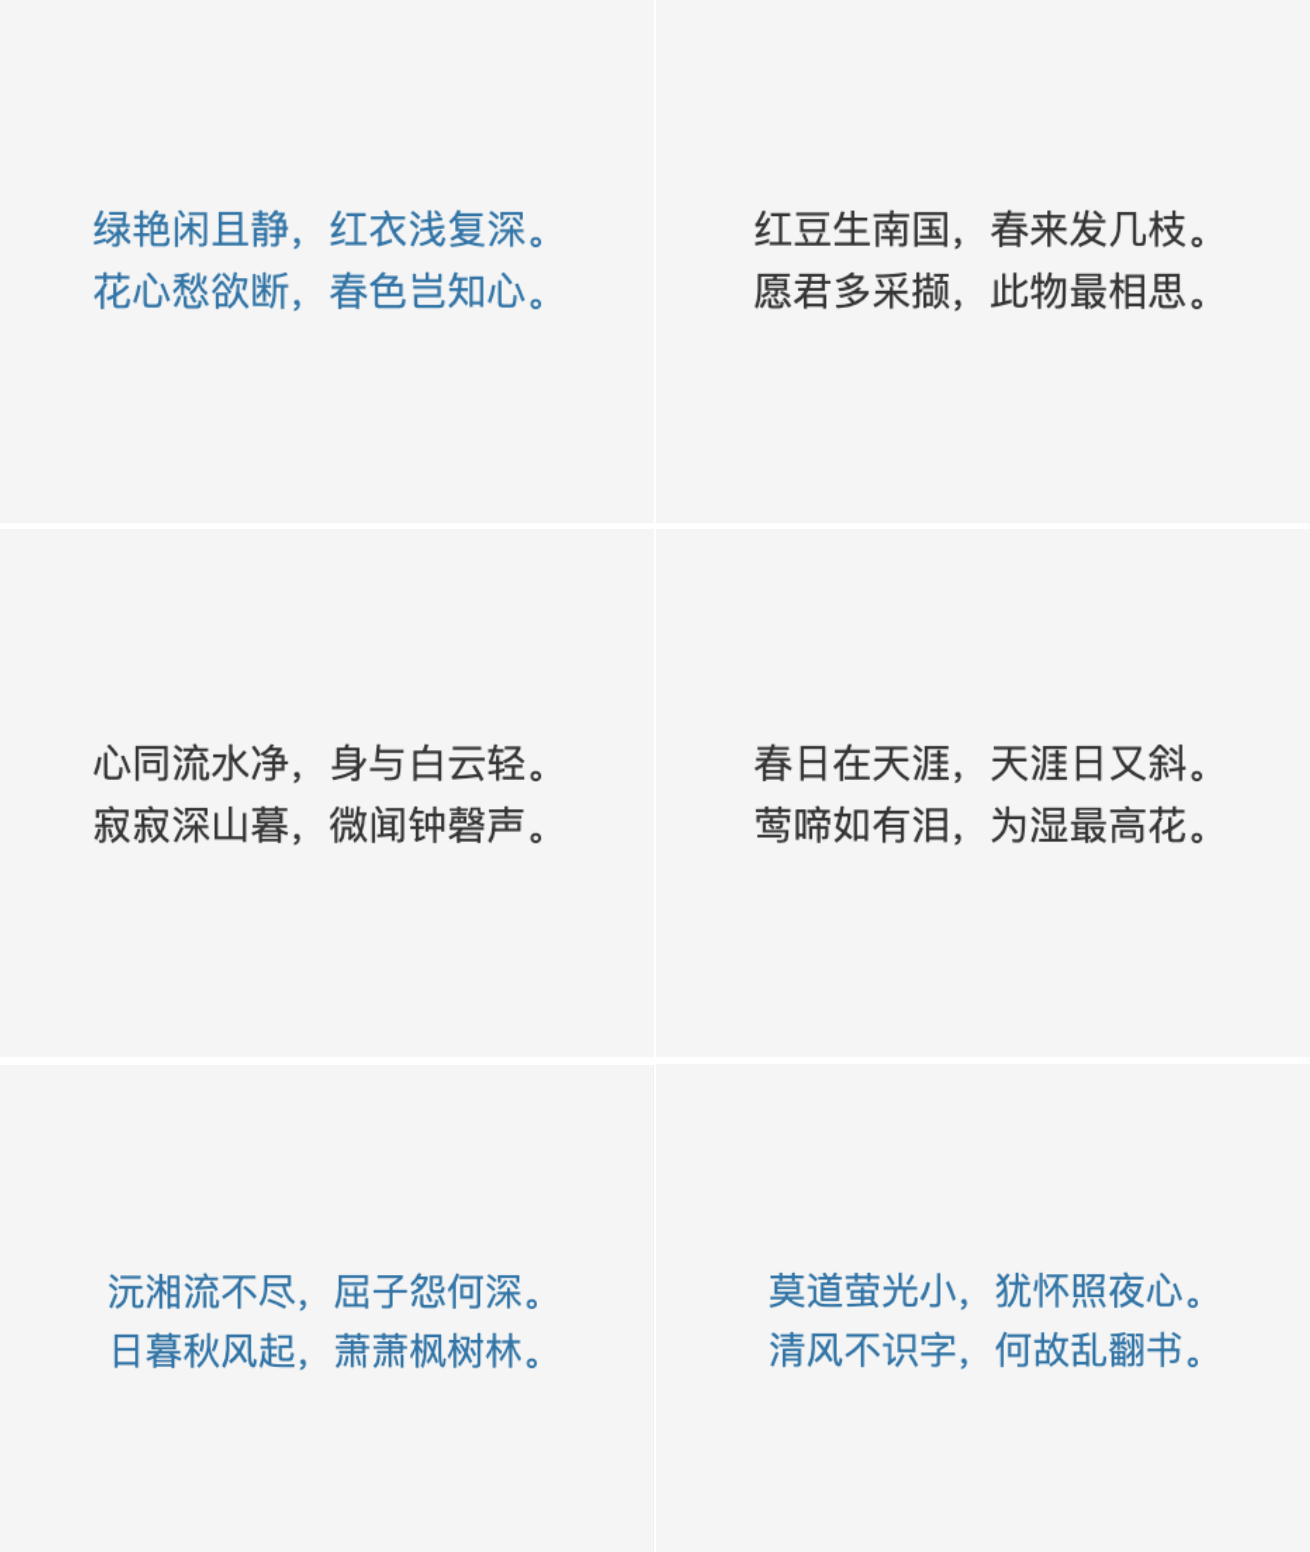 绿艳闲且静，红衣浅复深。
花心愁欲断，春色岂知心。
红豆生南国，春来发几枝。
愿君多采撷，此物最相思。
心同流水净，身与白云轻。
寂寂深山暮，微闻钟磬声。
春日在天涯，天涯日又斜。
莺啼如有泪，为湿最高花。
沅湘流不尽，屈子怨何深。
日暮秋风起，萧萧枫树林。
莫道萤光小，犹怀照夜心。
清风不识字，何故乱翻书。